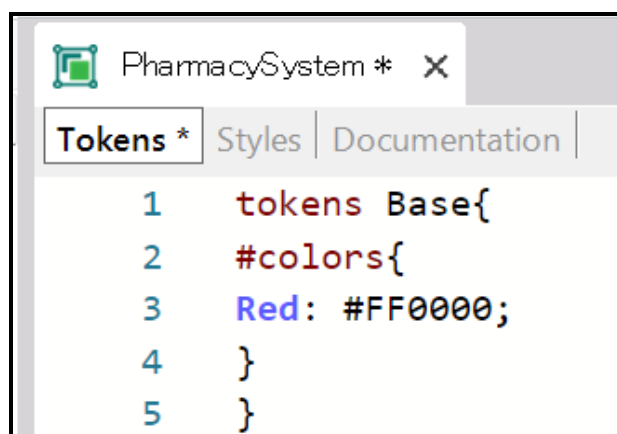 PharmacySystem * ×
Tokens * Styles Documentation
1 tokens Base{
2 #colors{
3 Red: #FF0000;
4 }
5 }